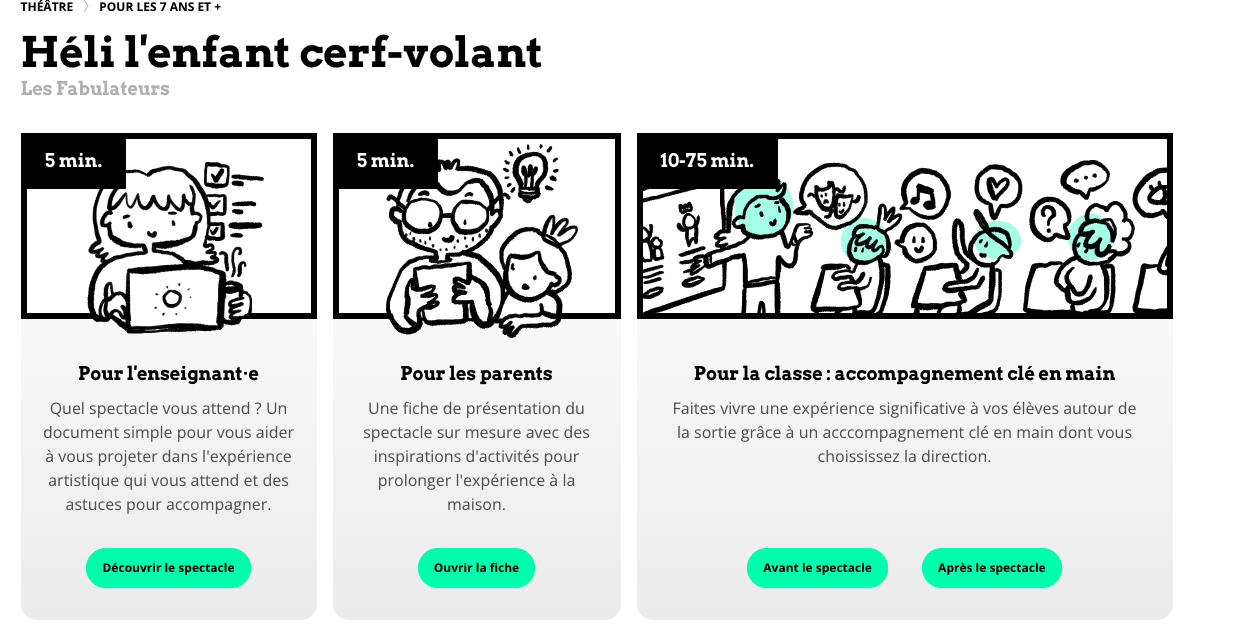 THÉÂTRE > POUR LES 7 ANS ET +
Héli l'enfant cerf-volant
Les Fabulateurs
5 min.
Pour l'enseignant·e
Quel spectacle vous attend ? Un
document simple pour vous aider
à vous projeter dans l'expérience
artistique qui vous attend et des
astuces pour accompagner.
Découvrir le spectacle
5 min.
Pour les parents
Une fiche de présentation du
spectacle sur mesure avec des
inspirations d'activités pour
prolonger l'expérience à la
maison.
Ouvrir la fiche
10-75 min.
Pour la classe : accompagnement clé en main
Faites vivre une expérience significative à vos élèves autour de
la sortie grâce à un acccompagnement clé en main dont vous
choississez la direction.
Avant le spectacle
Après le spectacle